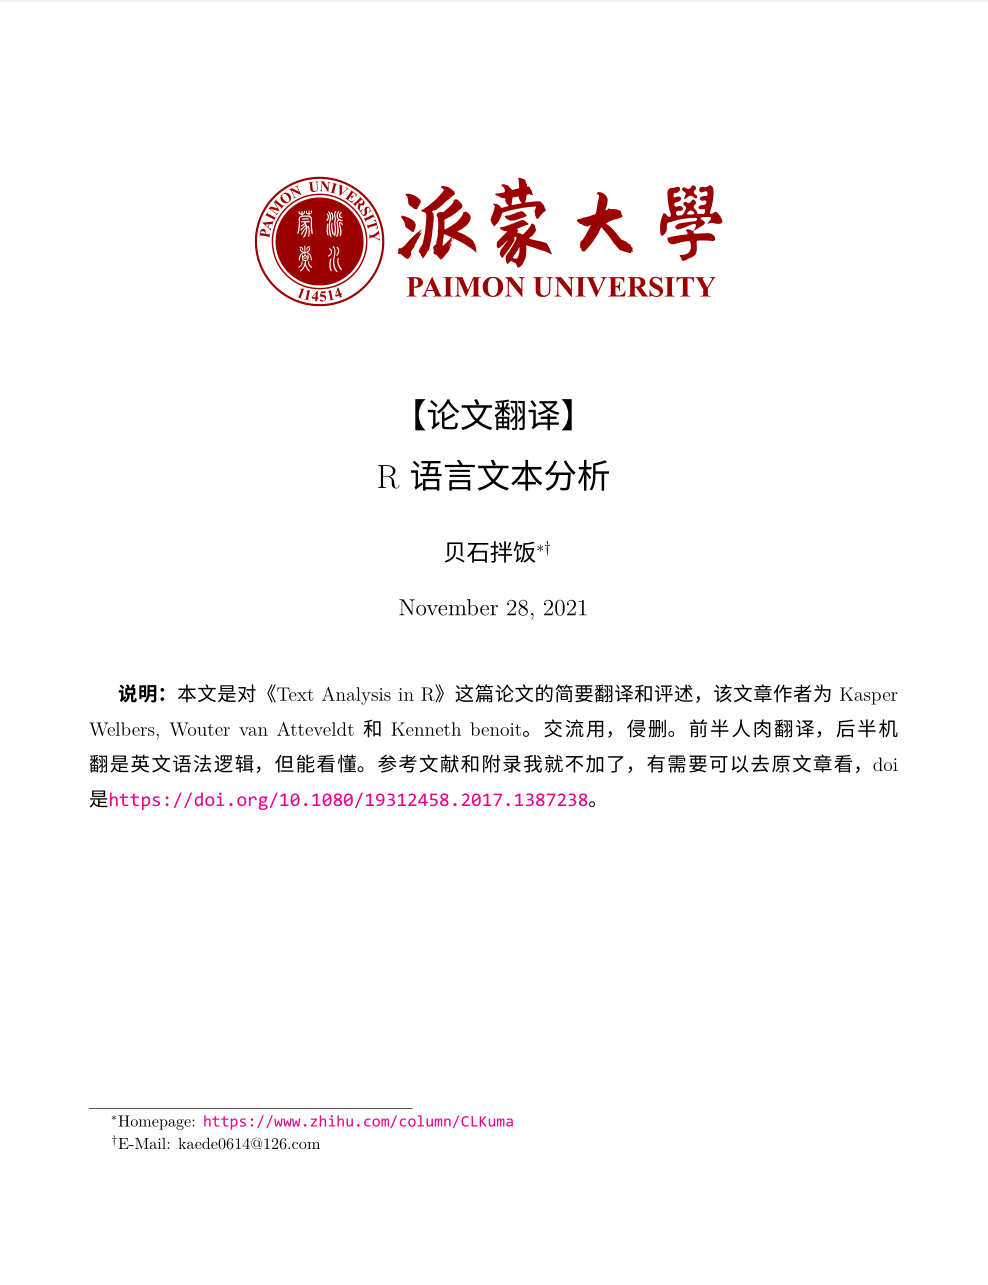 PAIMON UNIVERSITY
114514
派蒙大學
PAIMON UNIVERSITY
【论文翻译】
R 语言文本分析
贝石拌饭*†
November 28, 2021
说明：本文是对《Text Analysis in R》这篇论文的简要翻译和评述，该文章作者为 Kasper
Welbers, Wouter van Atteveldt 和 Kenneth benoit。交流用，侵删。前半人肉翻译，后半机
翻是英文语法逻辑，但能看懂。参考文献和附录我就不加了，有需要可以去原文章看，doi
是https://doi.org/10.1080/19312458.2017.1387238。
*Homepage: https://www.zhihu.com/column/CLKuma
†E-Mail: kaede0614@126.com